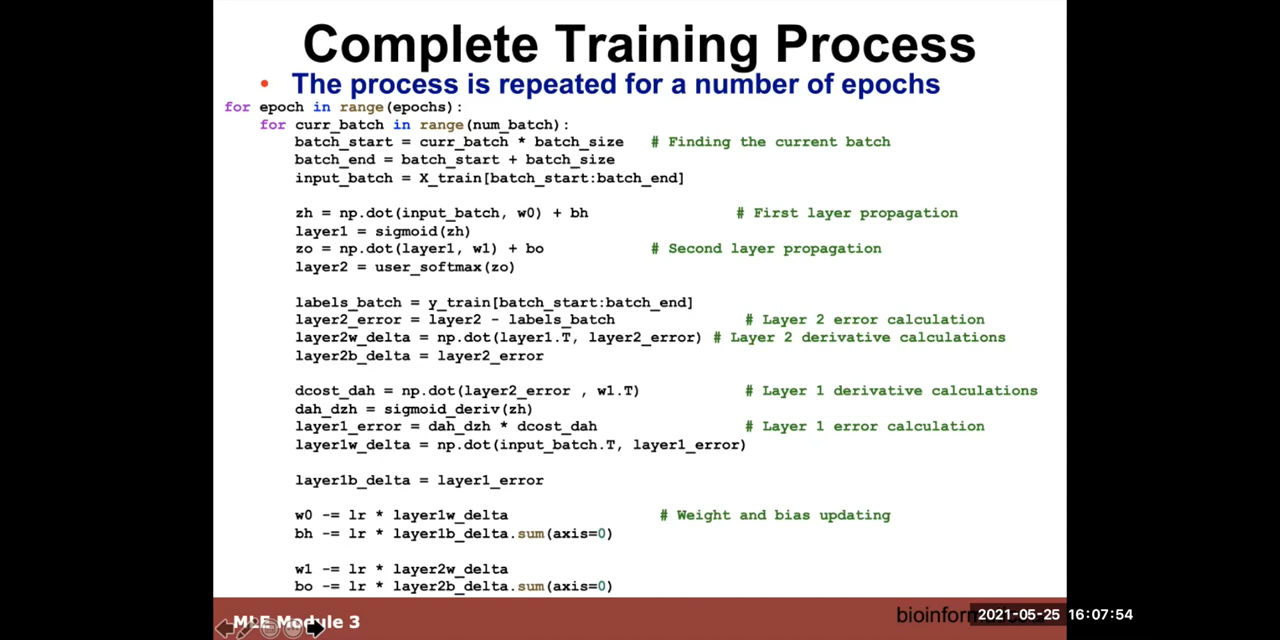 Complete Training Process
• The process is repeated for a number of epochs
for epoch in range(epochs):
for curr_batch in range(num_batch):
batch_start = curr_batch * batch_size # Finding the current batch
batch_end = batch_start + batch_size
input_batch = X_train[batch_start:batch_end]
zh = np.dot(input_batch, w0) + bh # First layer propagation
layer1 = sigmoid(zh)
zo = np.dot(layer1, w1) + bo # Second layer propagation
layer2 = user_softmax(zo)
labels_batch = y_train[batch_start:batch_end]
layer2_error = layer2 - labels_batch # Layer 2 error calculation
layer2w_delta = np.dot(layer1.T, layer2_error) # Layer 2 derivative calculations
layer2b_delta = layer2_error
dcost_dah = np.dot(layer2_error , w1.T) # Layer 1 derivative calculations
dah_dzh = sigmoid_deriv(zh)
layer1_error = dah_dzh * dcost_dah # Layer 1 error calculation
layer1w_delta = np.dot(input_batch.T, layer1_error)
layer1b_delta = layer1_error
w0 -= lr * layer1w_delta # Weight and bias updating
bh -= lr * layer1b_delta.sum(axis=0)
w1 -= lr * layer2w_delta
bo -= lr * layer2b_delta.sum(axis=0)
MLE Module 3
2021-05-25 16:07:54